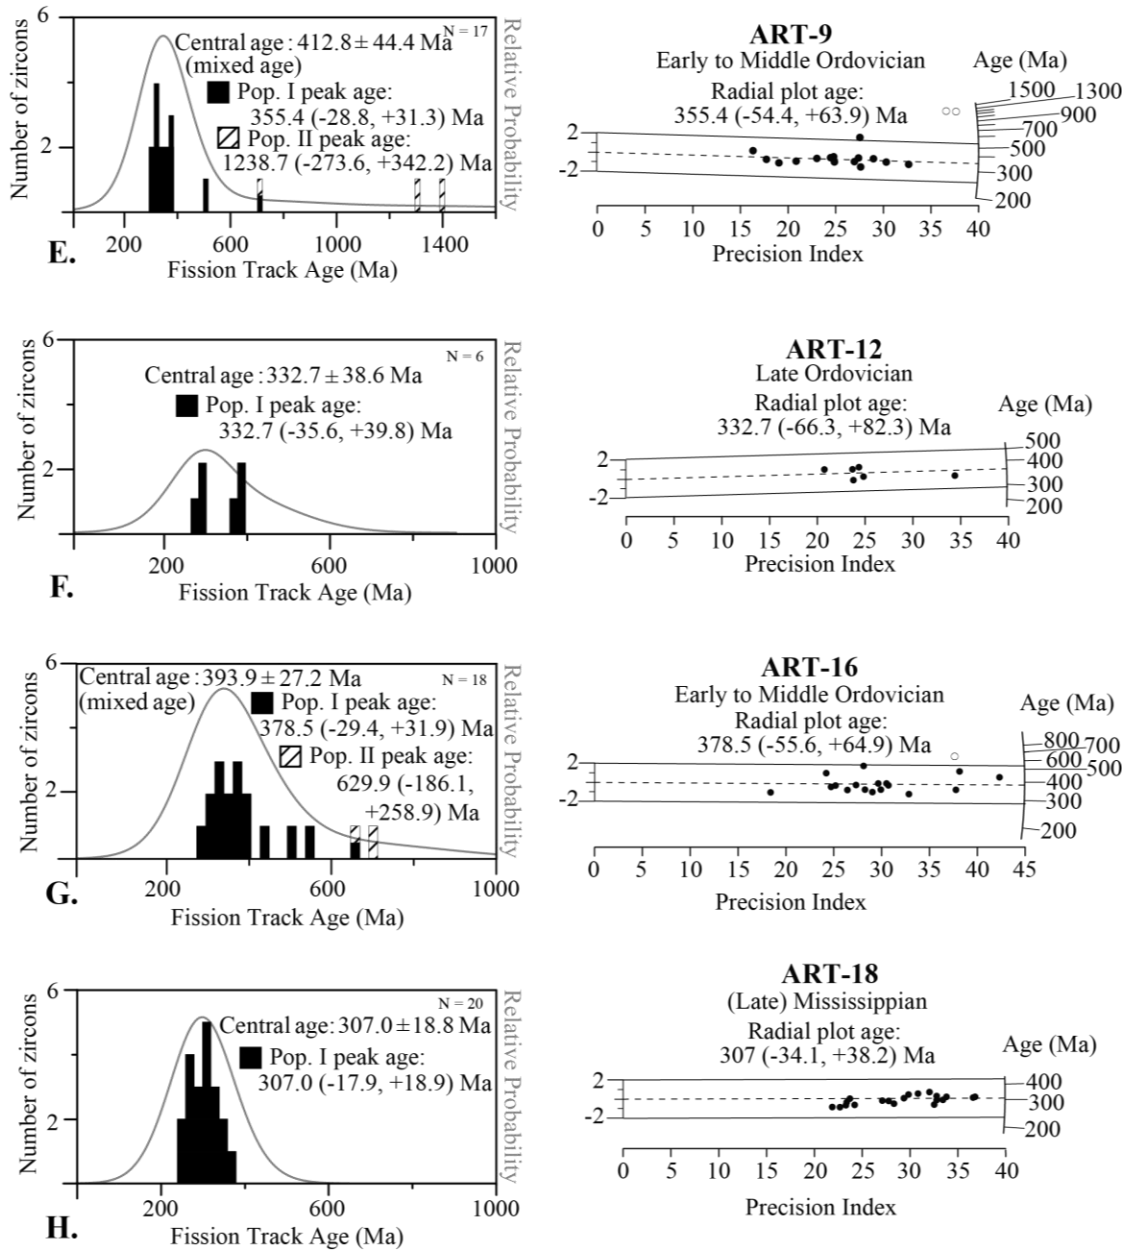 6
N = 17
Central age : 412.8 ± 44.4 Ma
(mixed age)
Pop. I peak age:
355.4 (-28.8, +31.3) Ma
Pop. II peak age:
1238.7 (-273.6, +342.2) Ma
2
Number of zircons
Relative Probability
200 600 1000 1400
Fission Track Age (Ma)
E.
ART-9
Early to Middle Ordovician
Radial plot age:
355.4 (-54.4, +63.9) Ma
Age (Ma)
1500
1300
900
700
500
300
200
2
-2
0 5 10 15 20 25 30 35 40
Precision Index
6
N = 6
Central age : 332.7 ± 38.6 Ma
Pop. I peak age:
332.7 (-35.6, +39.8) Ma
2
Number of zircons
Relative Probability
200 600 1000
Fission Track Age (Ma)
F.
ART-12
Late Ordovician
Radial plot age:
332.7 (-66.3, +82.3) Ma
Age (Ma)
500
400
300
200
2
-2
0 5 10 15 20 25 30 35 40
Precision Index
6
Central age : 393.9 ± 27.2 Ma
N = 18
(mixed age)
Pop. I peak age:
378.5 (-29.4, +31.9) Ma
Pop. II peak age:
629.9 (-186.1,
+258.9) Ma
2
Number of zircons
Relative Probability
200 600 1000
Fission Track Age (Ma)
G.
ART-16
Early to Middle Ordovician
Radial plot age:
378.5 (-55.6, +64.9) Ma
Age (Ma)
800
700
600
500
400
300
200
2
-2
0 5 10 15 20 25 30 35 40 45
Precision Index
6
N = 20
Central age: 307.0 ± 18.8 Ma
Pop. I peak age:
307.0 (-17.9, +18.9) Ma
2
Number of zircons
Relative Probability
200 600 1000
Fission Track Age (Ma)
H.
ART-18
(Late) Mississippian
Radial plot age:
307 (-34.1, +38.2) Ma
Age (Ma)
400
300
200
2
-2
0 5 10 15 20 25 30 35 40
Precision Index